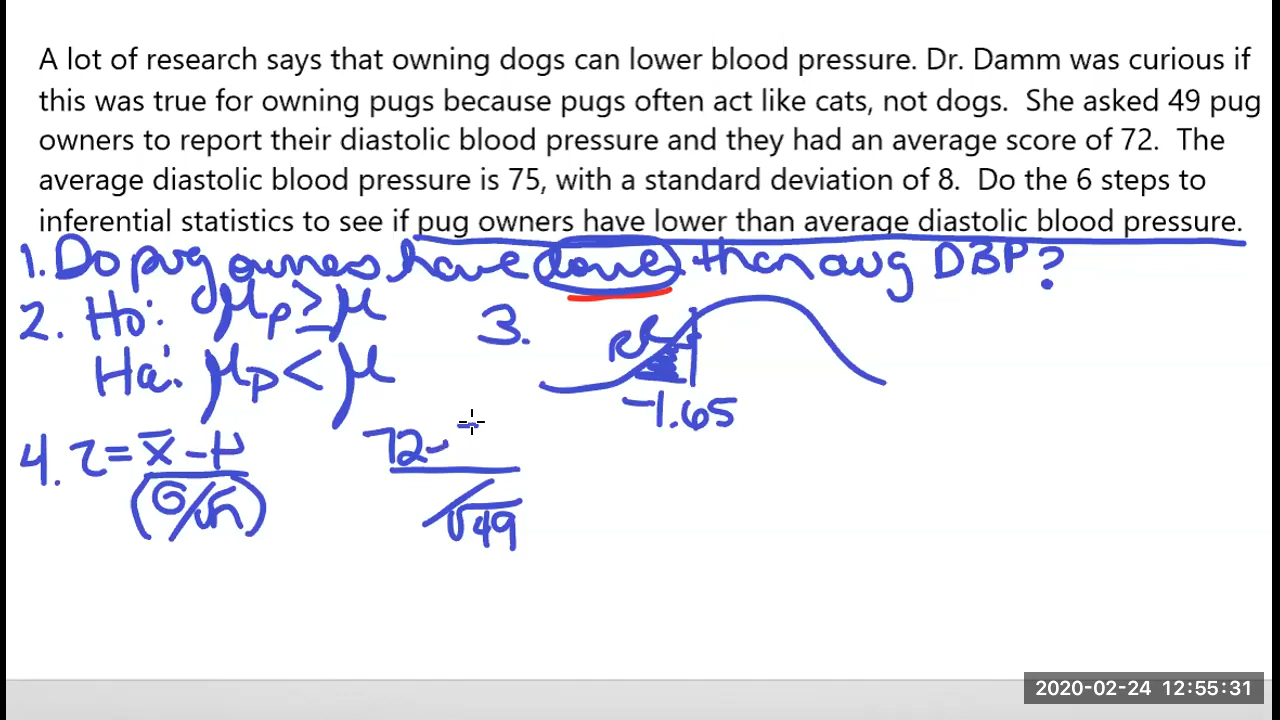 A lot of research says that owning dogs can lower blood pressure. Dr. Damm was curious if
this was true for owning pugs because pugs often act like cats, not dogs. She asked 49 pug
owners to report their diastolic blood pressure and they had an average score of 72. The
average diastolic blood pressure is 75, with a standard deviation of 8. Do the 6 steps to
inferential statistics to see if pug owners have lower than average diastolic blood pressure.
1. Do pug owners have lower than avg DBP?
2. Ho: μp ≥ μ
Ha: μp < μ
3. RR
-1.65
4. z = x̄ - μ / (σ/√n)
72- / /√49
2020-02-24 12:55:31